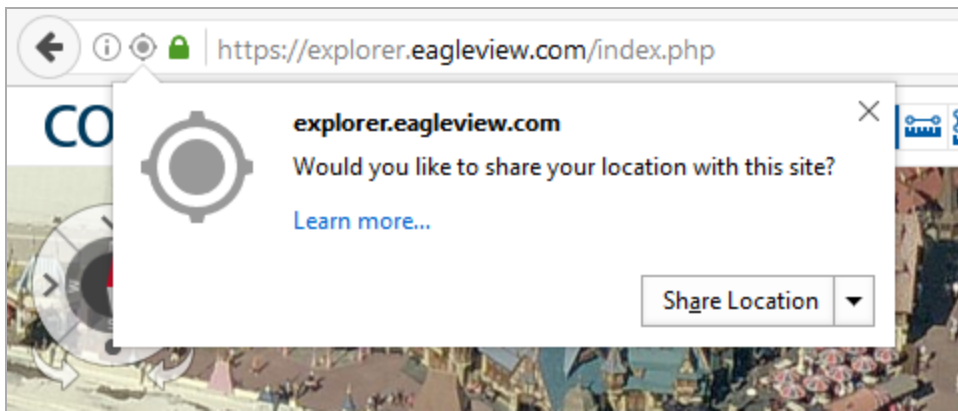 https://explorer.eagleview.com/index.php
CO
explorer.eagleview.com
Would you like to share your location with this site?
Learn more...
W
S
Share Location